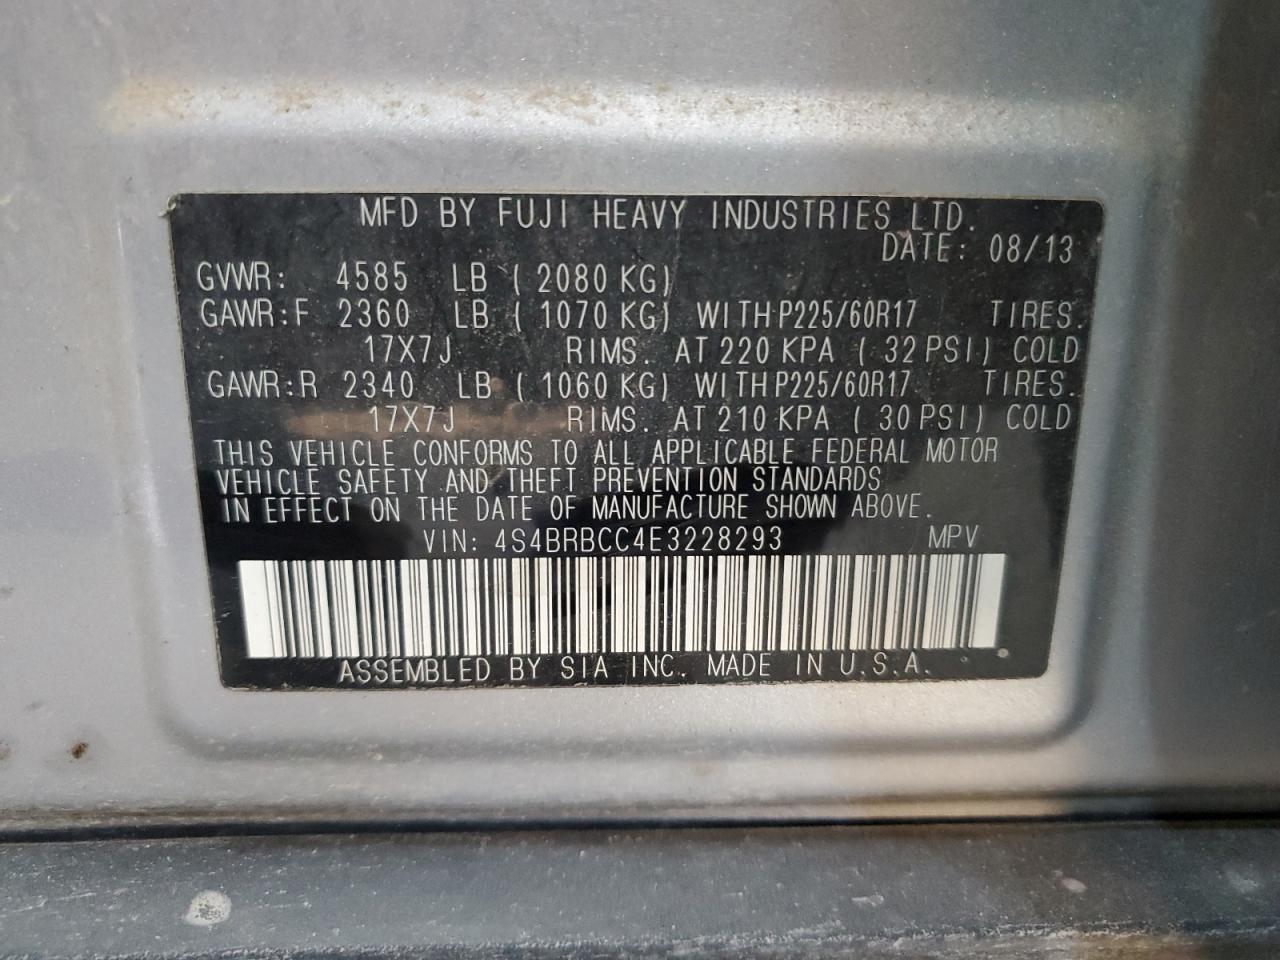 MFD BY FUJI HEAVY INDUSTRIES LTD.
DATE: 08/13
GVWR: 4585 LB ( 2080 KG)
GAWR:F 2360 LB ( 1070 KG) WITH P225/60R17 TIRES.
17X7J RIMS. AT 220 KPA ( 32 PSI) COLD
GAWR:R 2340 LB ( 1060 KG) WITH P225/60R17 TIRES.
17X7J RIMS. AT 210 KPA ( 30 PSI) COLD
THIS VEHICLE CONFORMS TO ALL APPLICABLE FEDERAL MOTOR
VEHICLE SAFETY AND THEFT PREVENTION STANDARDS
IN EFFECT ON THE DATE OF MANUFACTURE SHOWN ABOVE.
VIN: 4S4BRBCC4E3228293 MPV
ASSEMBLED BY SIA INC. MADE IN U.S.A.